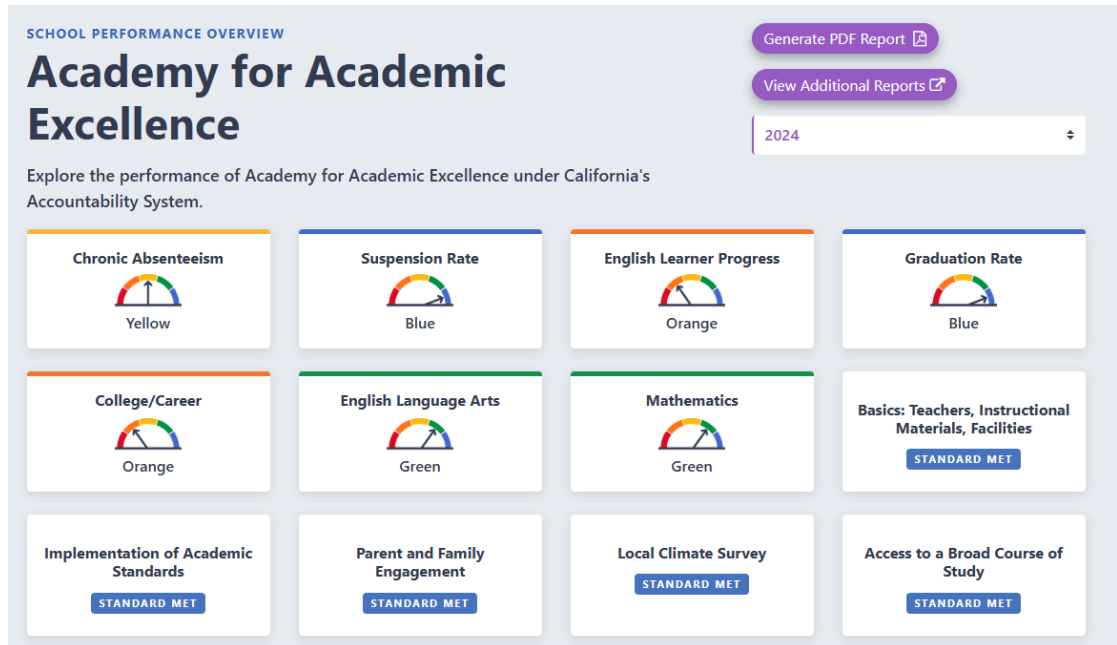 SCHOOL PERFORMANCE OVERVIEW
Academy for Academic
Excellence
Explore the performance of Academy for Academic Excellence under California's
Accountability System.
Generate PDF Report
View Additional Reports
2024
Chronic Absenteeism
Yellow
Suspension Rate
Blue
English Learner Progress
Orange
Graduation Rate
Blue
College/Career
Orange
English Language Arts
Green
Mathematics
Green
Basics: Teachers, Instructional
Materials, Facilities
STANDARD MET
Implementation of Academic
Standards
STANDARD MET
Parent and Family
Engagement
STANDARD MET
Local Climate Survey
STANDARD MET
Access to a Broad Course of
Study
STANDARD MET